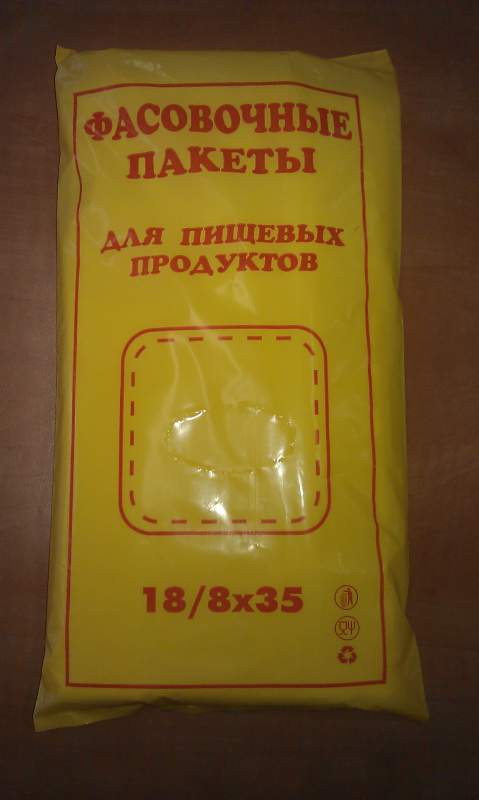 ФАСОВОЧНЫЕ
ПАКЕТЫ
ДЛЯ ПИЩЕВЫХ
ПРОДУКТОВ
18/8x35